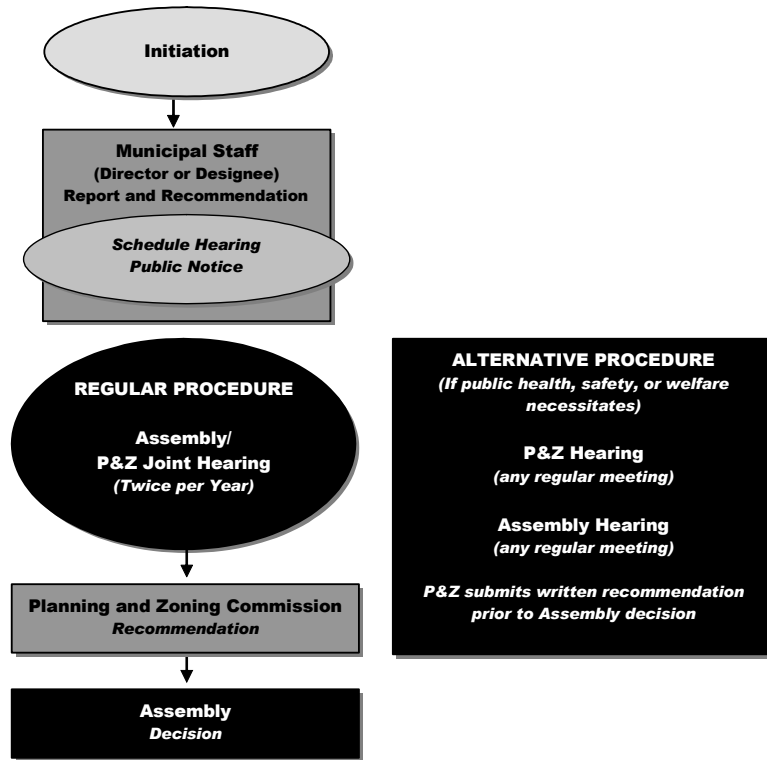 Initiation
Municipal Staff
(Director or Designee)
Report and Recommendation
Schedule Hearing
Public Notice
REGULAR PROCEDURE
Assembly/
P&Z Joint Hearing
(Twice per Year)
Planning and Zoning Commission
Recommendation
Assembly
Decision
ALTERNATIVE PROCEDURE
(If public health, safety, or welfare
necessitates)
P&Z Hearing
(any regular meeting)
Assembly Hearing
(any regular meeting)
P&Z submits written recommendation
prior to Assembly decision